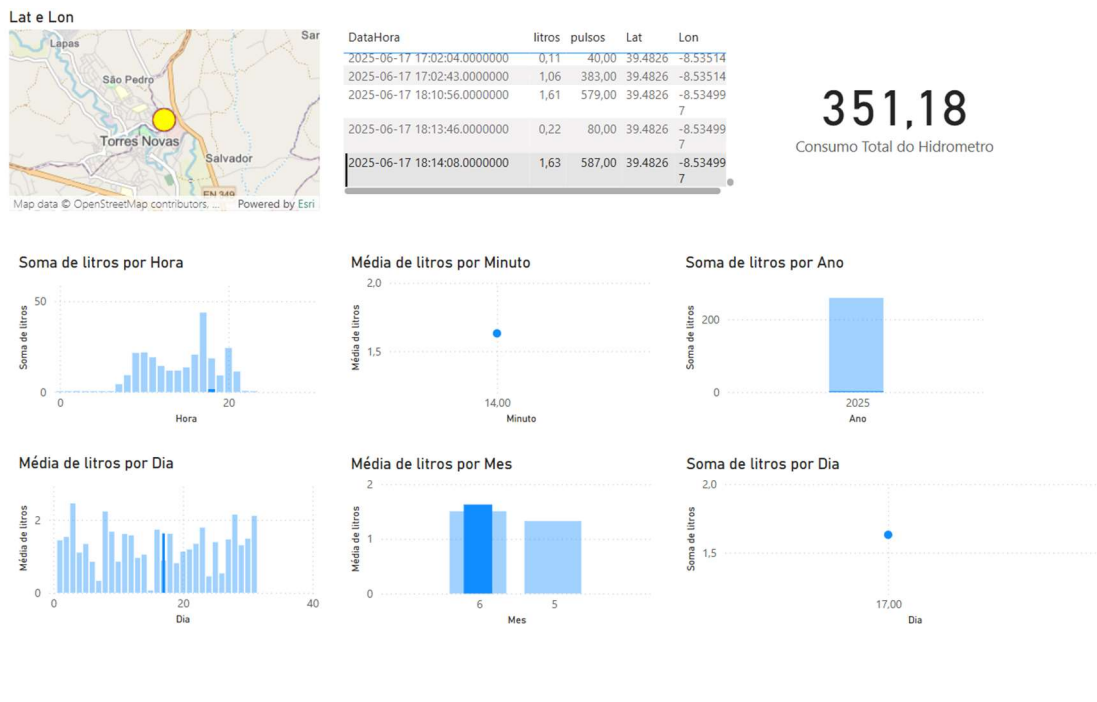 Lat e Lon
Lapas
Sar
São Pedro
Torres Novas
Salvador
EN 349
Map data © OpenStreetMap contributors, ... Powered by Esri
DataHora litros pulsos Lat Lon
2025-06-17 17:02:04.0000000 0,11 40,00 39.4826 -8.53514
2025-06-17 17:02:43.0000000 1,06 383,00 39.4826 -8.53514
2025-06-17 18:10:56.0000000 1,61 579,00 39.4826 -8.53499
7
2025-06-17 18:13:46.0000000 0,22 80,00 39.4826 -8.53499
7
2025-06-17 18:14:08.0000000 1,63 587,00 39.4826 -8.53499
7
351,18
Consumo Total do Hidrometro
Soma de litros por Hora
Soma de litros
50
0
0 20
Hora
Média de litros por Minuto
Média de litros
2.0
1.5
14,00
Minuto
Soma de litros por Ano
Soma de litros
200
0
2025
Ano
Média de litros por Dia
Média de litros
2
0
0 20 40
Dia
Média de litros por Mes
Média de litros
2
1
0
6 5
Mes
Soma de litros por Dia
Soma de litros
2,0
1,5
17,00
Dia